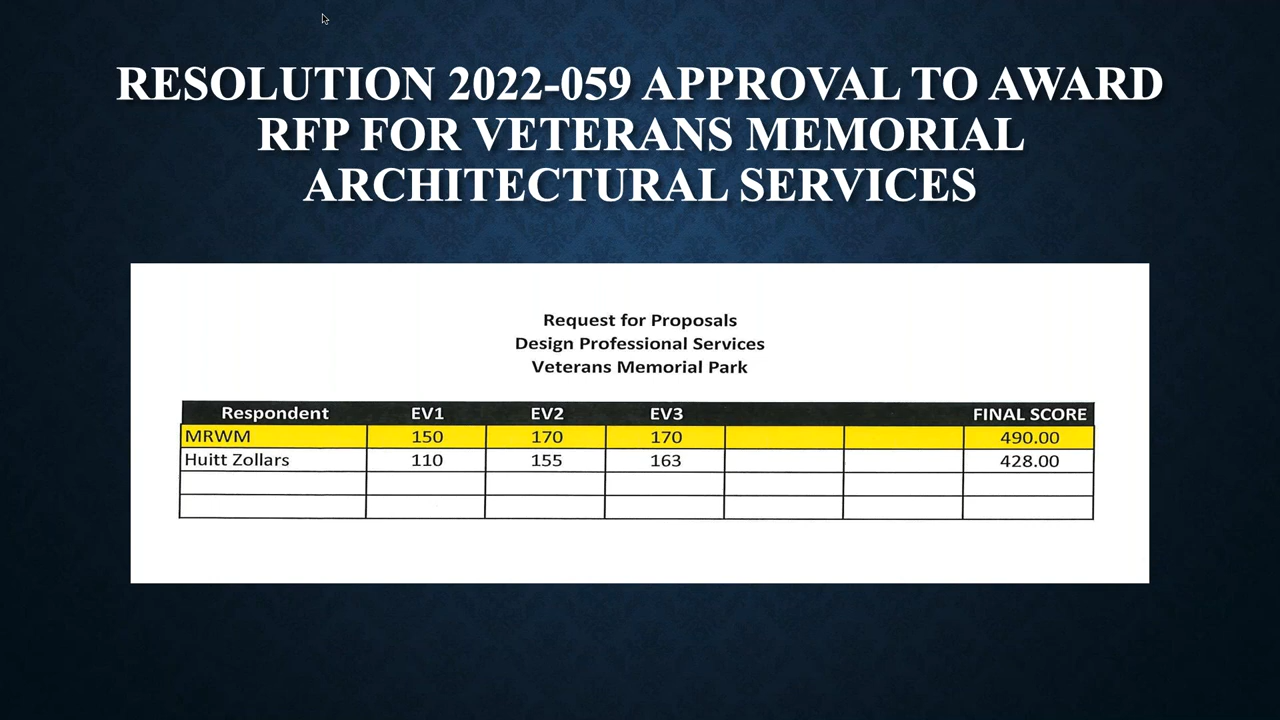 RESOLUTION 2022-059 APPROVAL TO AWARD
RFP FOR VETERANS MEMORIAL
ARCHITECTURAL SERVICES
Request for Proposals
Design Professional Services
Veterans Memorial Park
Respondent EV1 EV2 EV3 FINAL SCORE
MRWM 150 170 170 490.00
Huitt Zollars 110 155 163 428.00